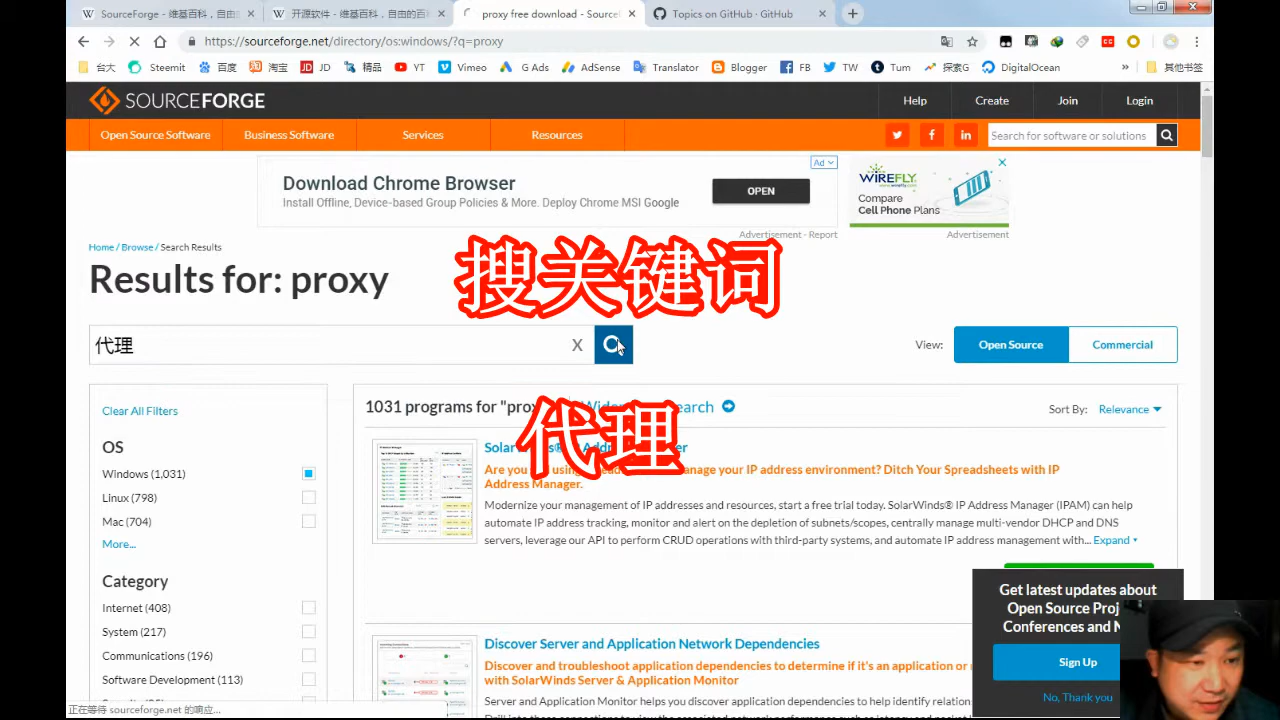 SourceForge - 维基百科，自由的百
开源软件 - 维基百科，自由的百
proxy free download - Source
Topics on GitHub · GitHub
https://sourceforge.net/directory/os:windows/?q=proxy
台大 Steemit 百度 淘宝 JD 精品 YT Vimeo G Ads AdSense Translator Blogger FB TW Tum 探索G DigitalOcean » 其他书签
SOURCEFORGE
Help Create Join Login
Open Source Software Business Software Services Resources
Search for software or solutions
Download Chrome Browser
Install Offline, Device-based Group Policies & More. Deploy Chrome MSI Google
OPEN
Ad
WIREFLY
Compare
Cell Phone Plans
Advertisement - Report
Advertisement
Home / Browse / Search Results
Results for: proxy
搜关键词
代理
X
View: Open Source Commercial
Clear All Filters
OS
Windows (1,031)
Linux (798)
Mac (704)
More...
Category
Internet (408)
System (217)
Communications (196)
Software Development (113)
1031 programs for "prox
Sort By: Relevance
代理
Are you
manage your IP address environment? Ditch Your Spreadsheets with IP
Address Manager.
Modernize your management of IP addresses and resources, start a free trial today. SolarWinds® IP Address Manager (IPAM) can help
automate IP address tracking, monitor and alert on the depletion of subnets/scopes, centrally manage multi-vendor DHCP and DNS
servers, leverage our API to perform CRUD operations with third-party systems, and automate IP address management with... Expand
Discover Server and Application Network Dependencies
Discover and troubleshoot application dependencies to determine if it's an application or
with SolarWinds Server & Application Monitor
Server and Application Monitor helps you discover application dependencies to help identify relation
Get latest updates about
Open Source Proj
Conferences and N
Sign Up
No, Thank you
正在等待 sourceforge.net 的响应...